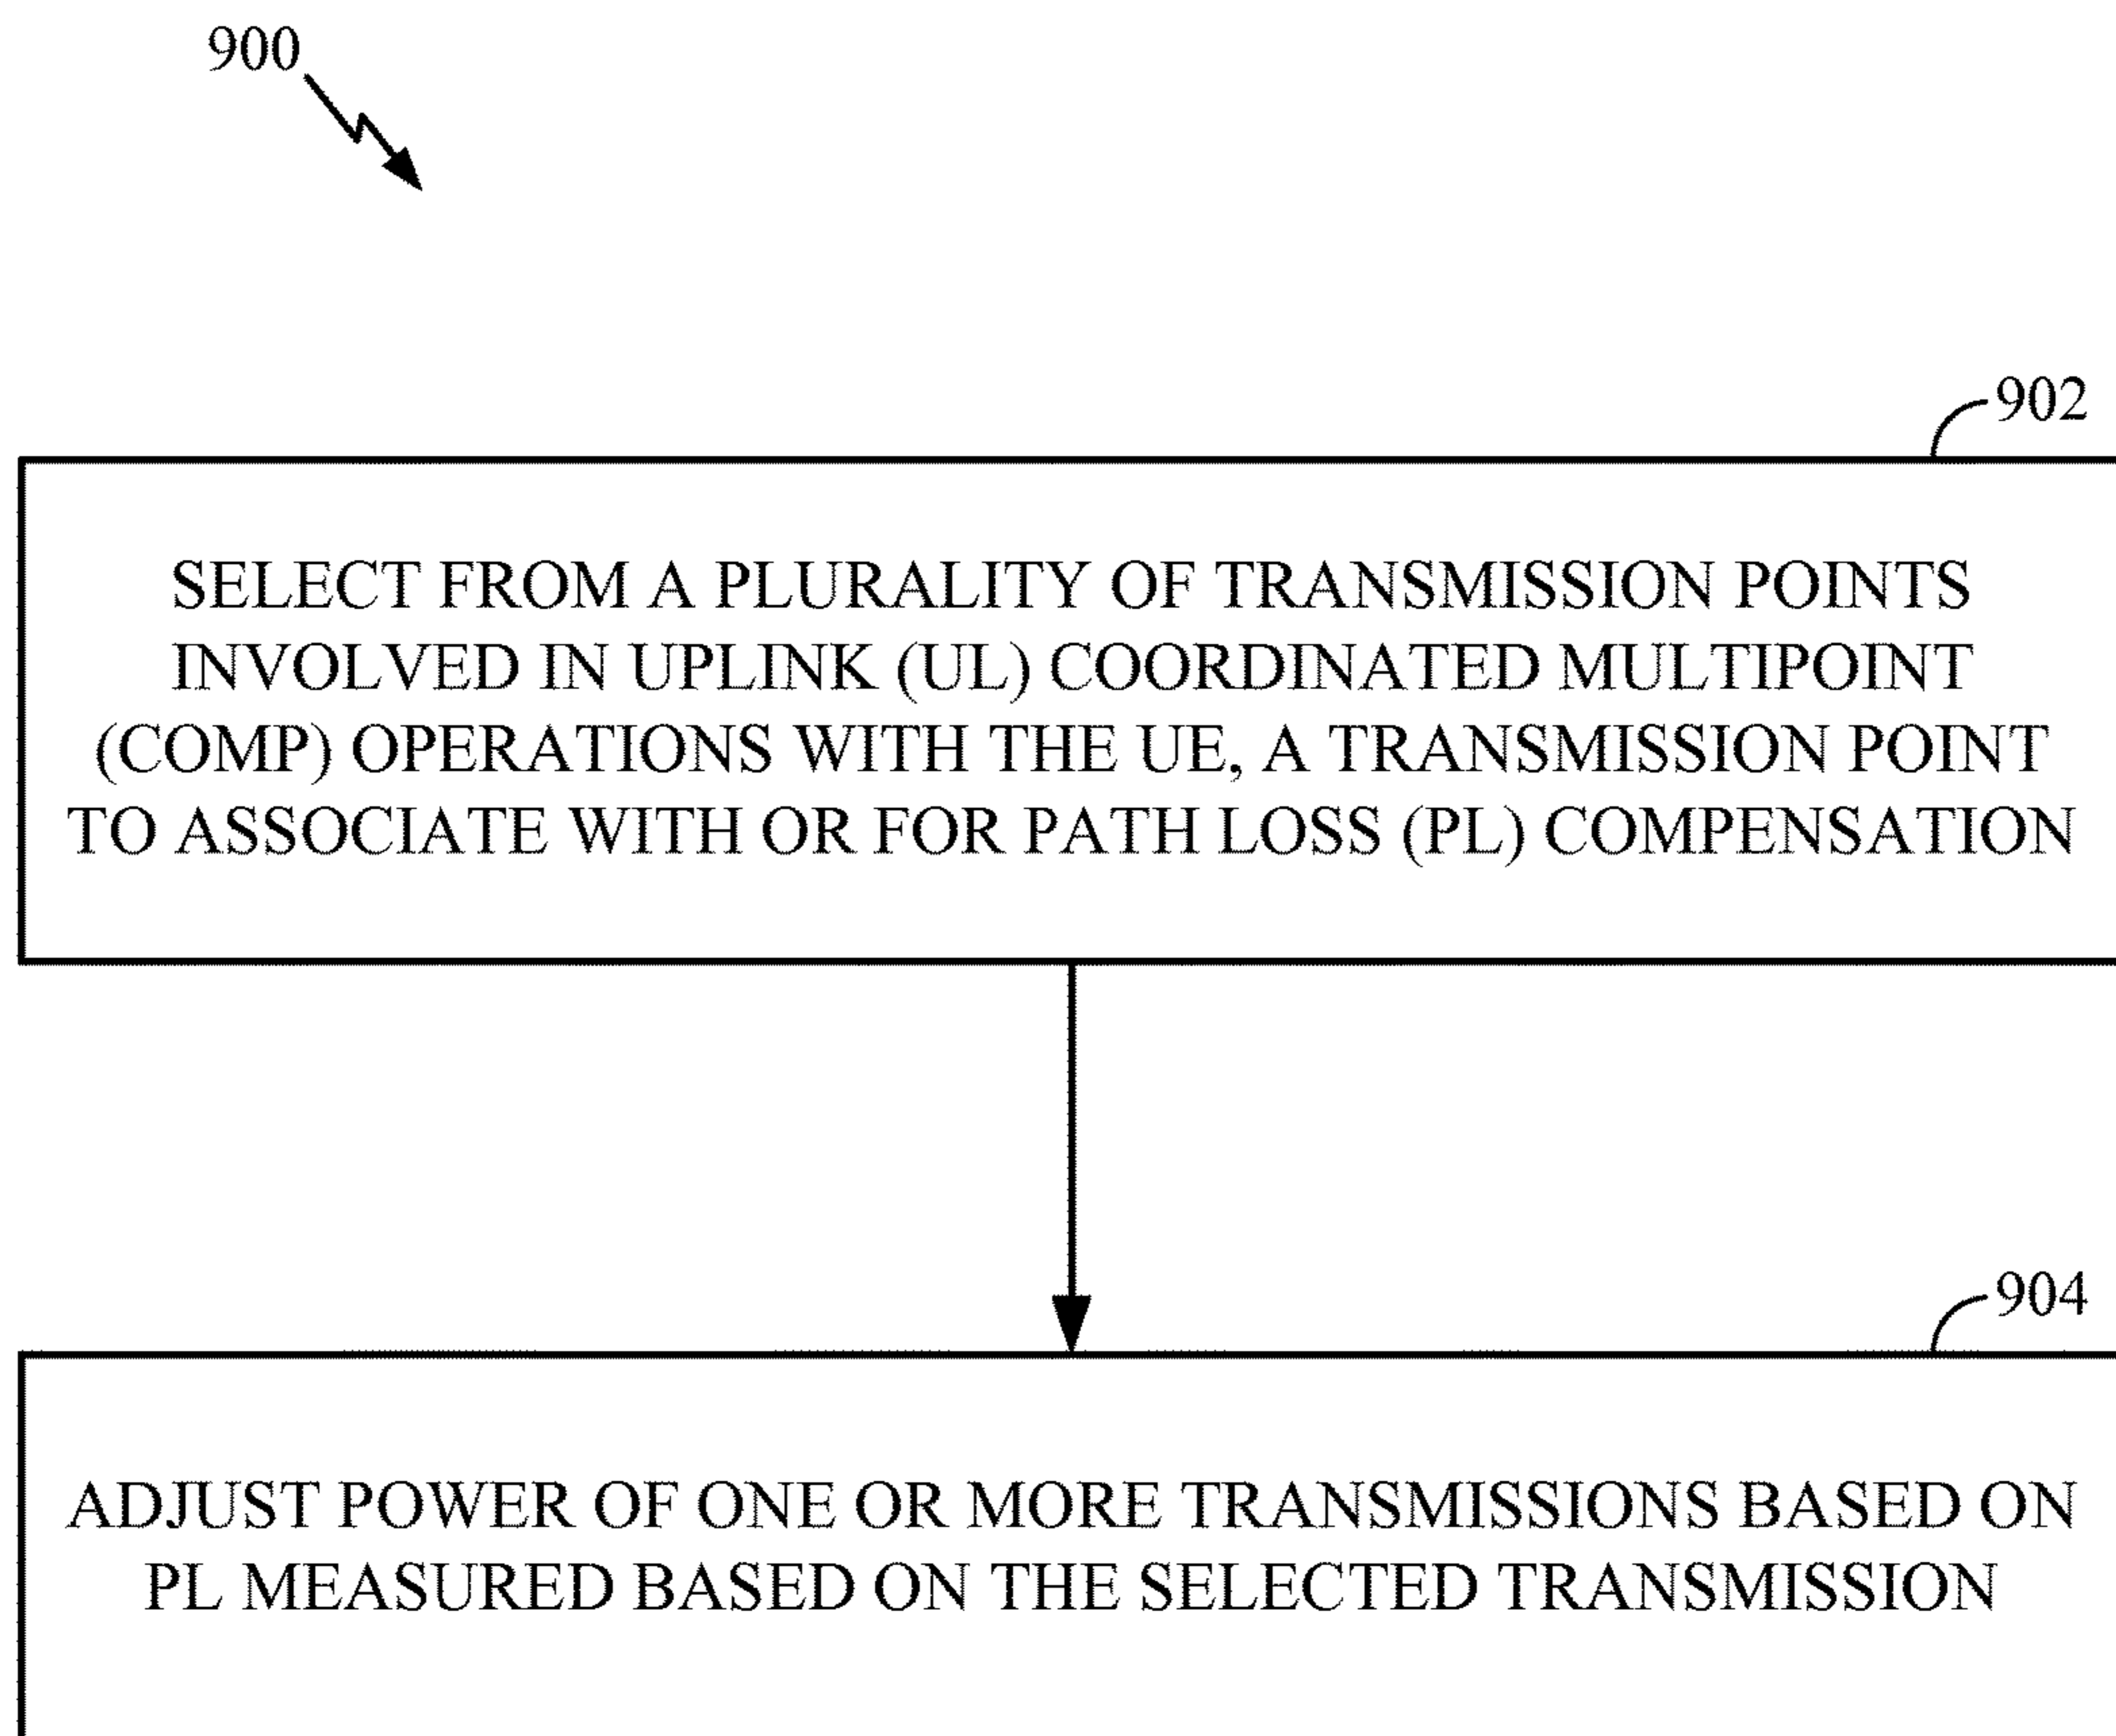 900
902
SELECT FROM A PLURALITY OF TRANSMISSION POINTS
INVOLVED IN UPLINK (UL) COORDINATED MULTIPOINT
(COMP) OPERATIONS WITH THE UE, A TRANSMISSION POINT
TO ASSOCIATE WITH OR FOR PATH LOSS (PL) COMPENSATION
904
ADJUST POWER OF ONE OR MORE TRANSMISSIONS BASED ON
PL MEASURED BASED ON THE SELECTED TRANSMISSION